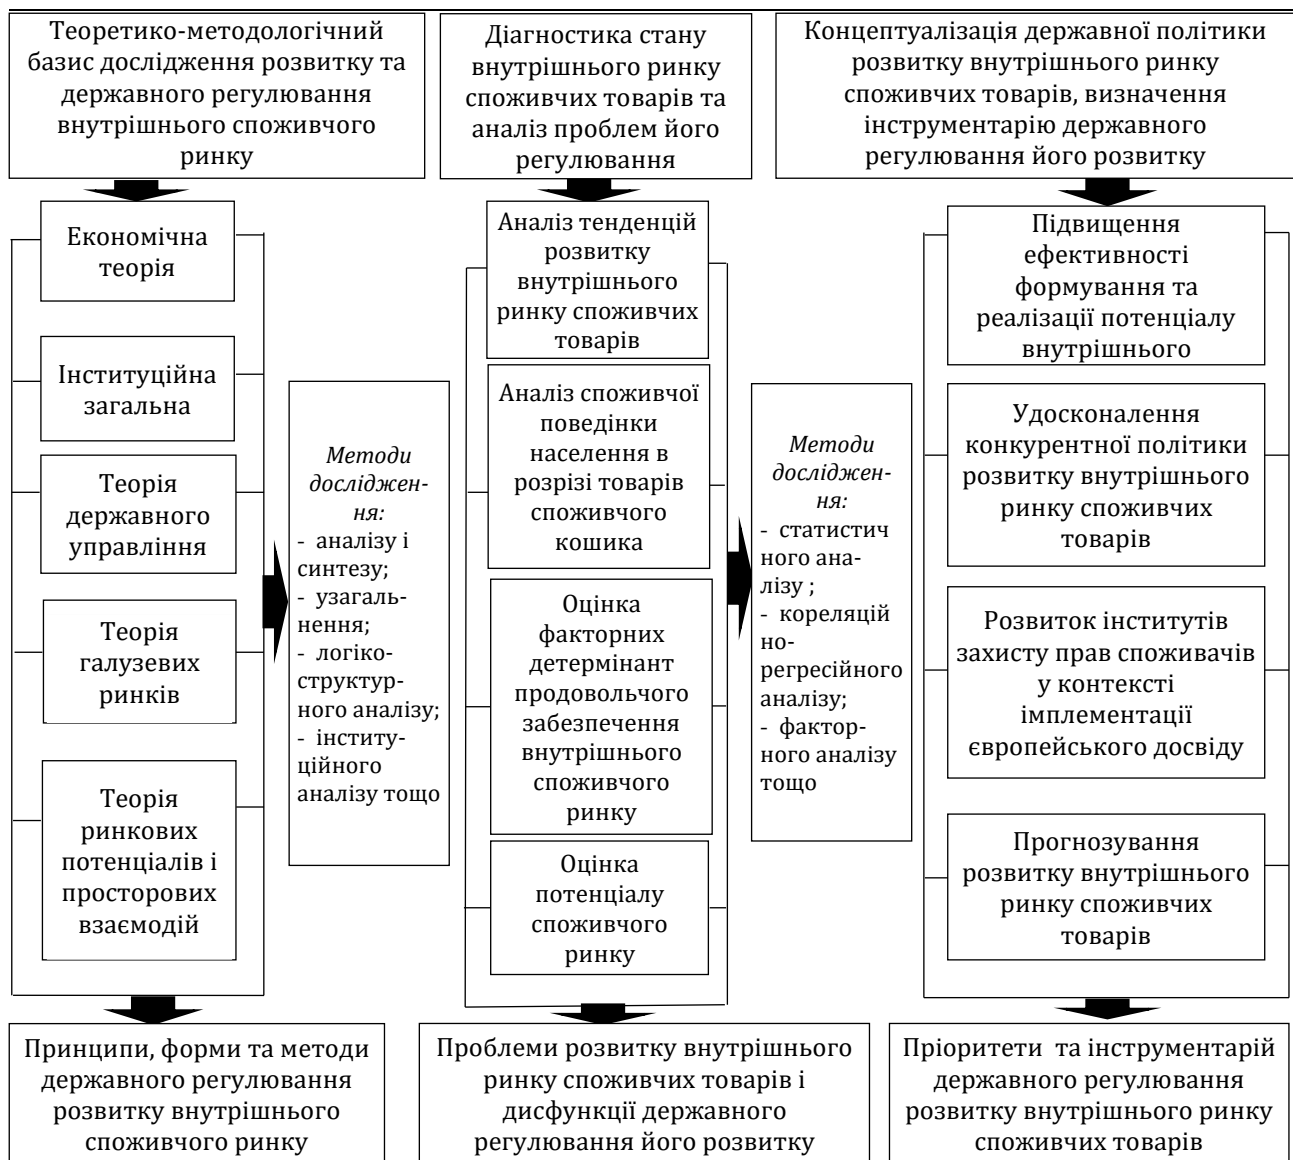 Теоретико-методологічний
базис дослідження розвитку та
державного регулювання
внутрішнього споживчого
ринку
Діагностика стану
внутрішнього ринку
споживчих товарів та
аналіз проблем його
регулювання
Концептуалізація державної політики
розвитку внутрішнього ринку
споживчих товарів, визначення
інструментарію державного
регулювання його розвитку
Економічна
теорія
Інституційна
загальна
Теорія
державного
управління
Теорія
галузевих
ринків
Теорія
ринкових
потенціалів і
просторових
взаємодій
Методи
досліджен-
ня:
- аналізу і
синтезу;
- узагаль-
нення;
- логіко-
структур-
ного аналізу;
- інститу-
ційного
аналізу тощо
Аналіз тенденцій
розвитку
внутрішнього
ринку споживчих
товарів
Аналіз споживчої
поведінки
населення в
розрізі товарів
споживчого
кошика
Оцінка
факторних
детермінант
продовольчого
забезпечення
внутрішнього
споживчого
ринку
Оцінка
потенціалу
споживчого
ринку
Методи
досліджен-
ня:
- статистич
ного ана-
лізу ;
- кореляцій
но-
регресійного
аналізу;
- фактор-
ного аналізу
тощо
Підвищення
ефективності
формування та
реалізації потенціалу
внутрішнього
Удосконалення
конкурентної політики
розвитку внутрішнього
ринку споживчих
товарів
Розвиток інститутів
захисту прав споживачів
у контексті
імплементації
європейського досвіду
Прогнозування
розвитку внутрішнього
ринку споживчих
товарів
Принципи, форми та методи
державного регулювання
розвитку внутрішнього
споживчого ринку
Проблеми розвитку внутрішнього
ринку споживчих товарів і
дисфункції державного
регулювання його розвитку
Пріоритети та інструментарій
державного регулювання
розвитку внутрішнього ринку
споживчих товарів